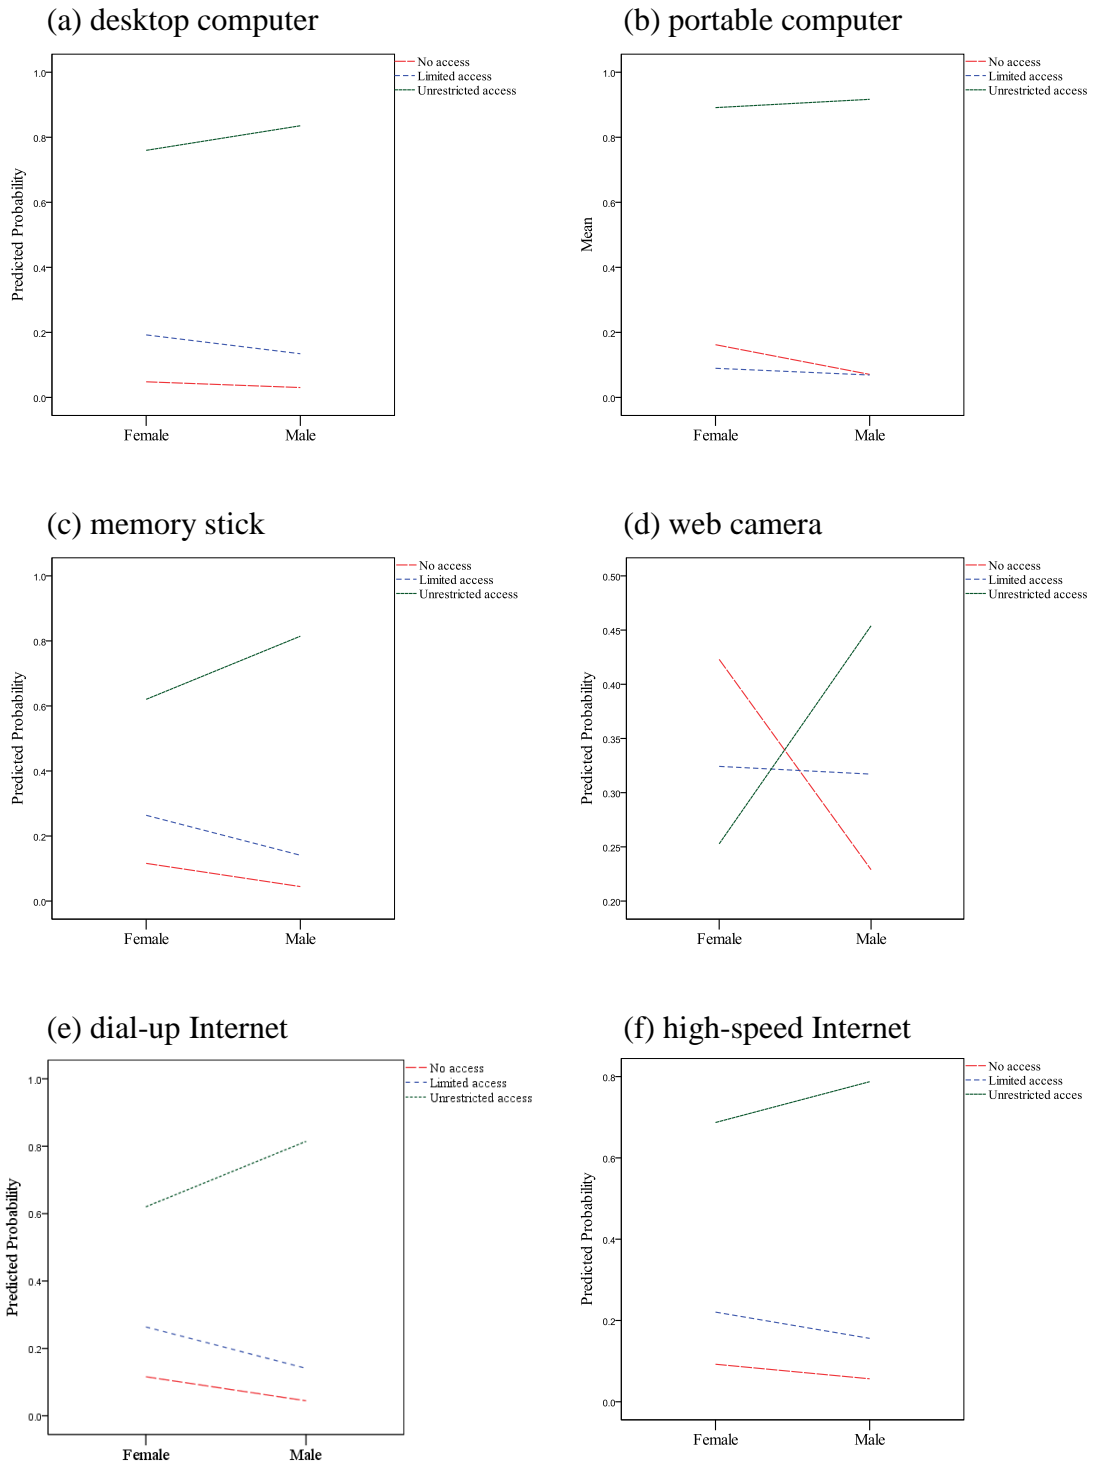 (a) desktop computer
No access
Limited access
Unrestricted access
1.0
0.8
0.6
0.4
0.2
0.0
Predicted Probability
Female Male
(b) portable computer
No access
Limited access
Unrestricted access
1.0
0.8
0.6
0.4
0.2
0.0
Mean
Female Male
(c) memory stick
No access
Limited access
Unrestricted access
1.0
0.8
0.6
0.4
0.2
0.0
Predicted Probability
Female Male
(d) web camera
No access
Limited access
Unrestricted access
0.50
0.45
0.40
0.35
0.30
0.25
0.20
Predicted Probability
Female Male
(e) dial-up Internet
No access
Limited access
Unrestricted access
1.0
0.8
0.6
0.4
0.2
0.0
Predicted Probability
Female Male
(f) high-speed Internet
No access
Limited access
Unrestricted acces
0.8
0.6
0.4
0.2
0.0
Predicted Probability
Female Male